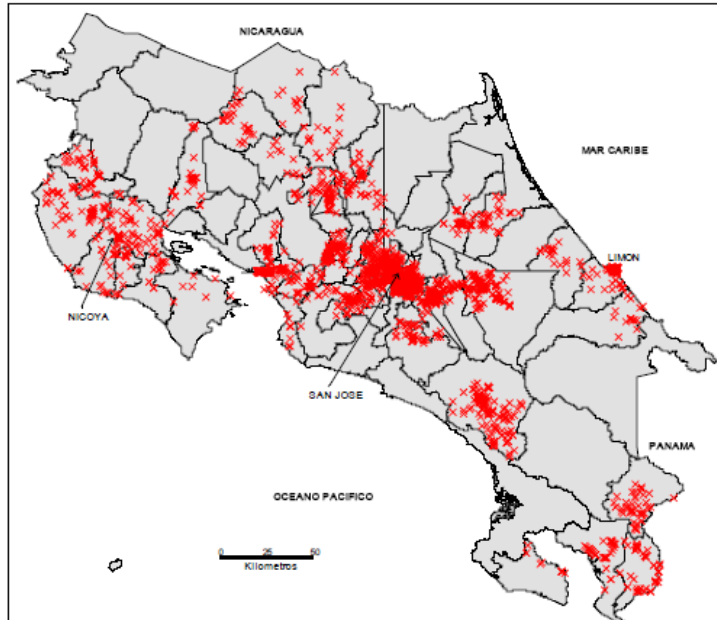 NICARAGUA
MAR CARIBE
LIMON
NICOYA
SAN JOSE
PANAMA
OCEANO PACIFICO
0 25 50
Kilometros